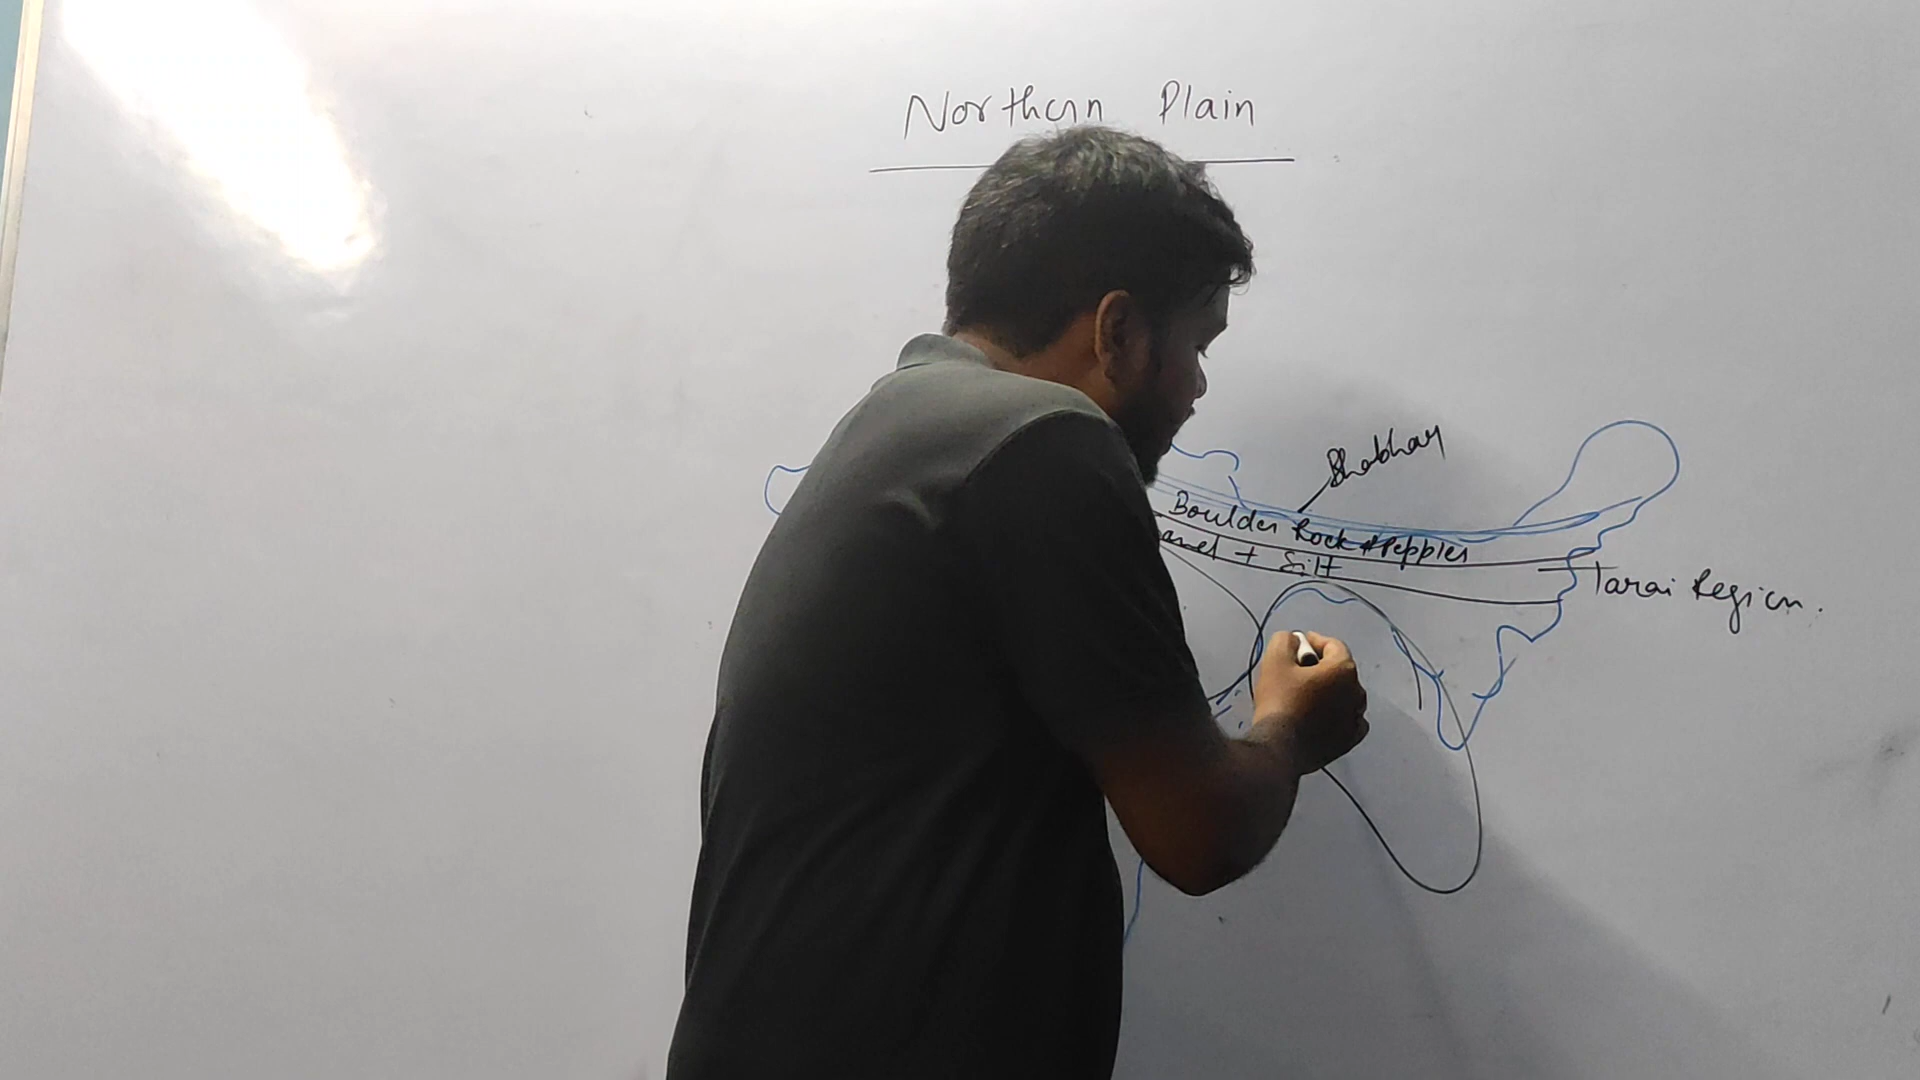 Northern Plain
Bhabhar
Boulder Rock + Pepples
+ Silt
Tarai Region.